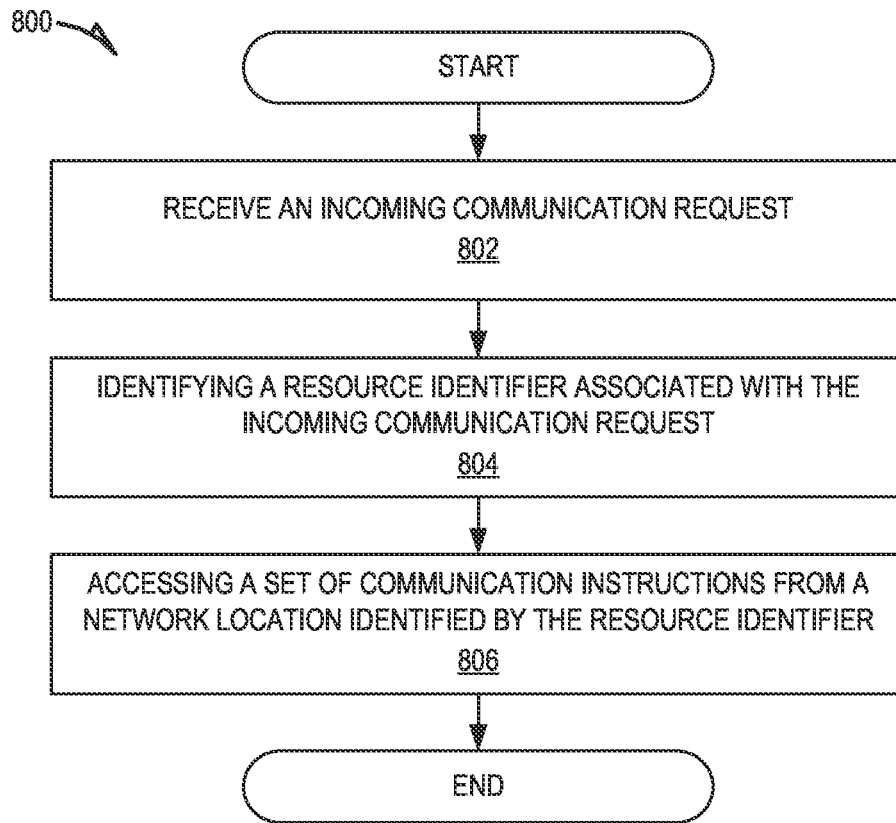 800
START
RECEIVE AN INCOMING COMMUNICATION REQUEST
802
IDENTIFYING A RESOURCE IDENTIFIER ASSOCIATED WITH THE
INCOMING COMMUNICATION REQUEST
804
ACCESSING A SET OF COMMUNICATION INSTRUCTIONS FROM A
NETWORK LOCATION IDENTIFIED BY THE RESOURCE IDENTIFIER
806
END